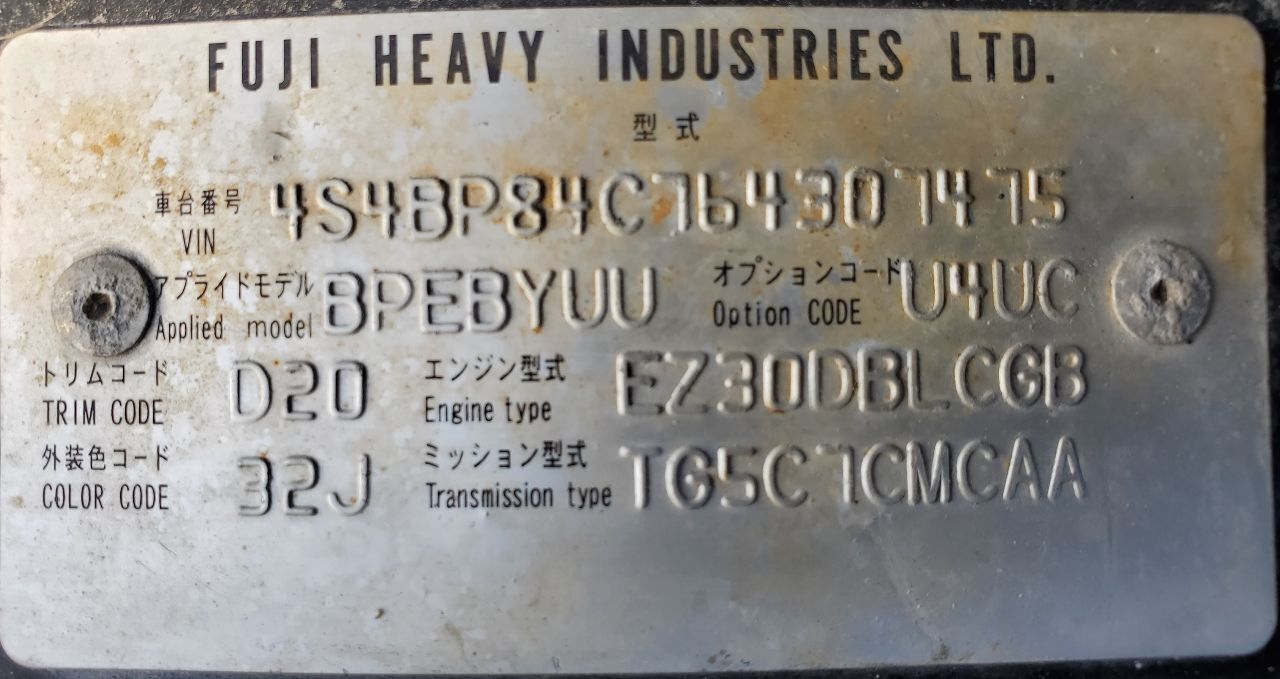 FUJI HEAVY INDUSTRIES LTD.
型式
車台番号 4S4BP84C764307475
VIN
アプライドモデル BPEBYUU オプションコード U4UC
Applied model Option CODE
トリムコード D20 エンジン型式 EZ30DBLCGB
TRIM CODE Engine type
外装色コード 32J ミッション型式 TG5C7CMCAA
COLOR CODE Transmission type